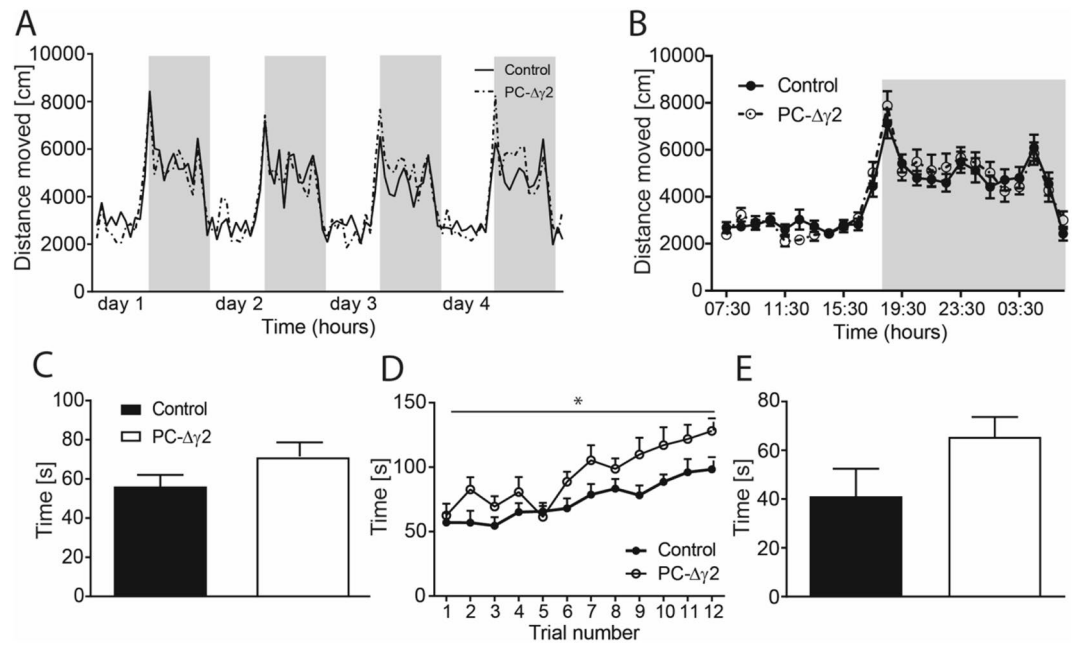 A
Distance moved [cm]
10000
8000
6000
4000
2000
0
Control
PC-Δγ2
day 1 day 2 day 3 day 4
Time (hours)
B
Distance moved [cm]
10000
8000
6000
4000
2000
0
Control
PC-Δγ2
07:30 11:30 15:30 19:30 23:30 03:30
Time (hours)
C
Time [s]
100
80
60
40
20
0
Control
PC-Δγ2
D
Time [s]
150
100
50
0
*
Control
PC-Δγ2
1 2 3 4 5 6 7 8 9 10 11 12
Trial number
E
Time [s]
80
60
40
20
0